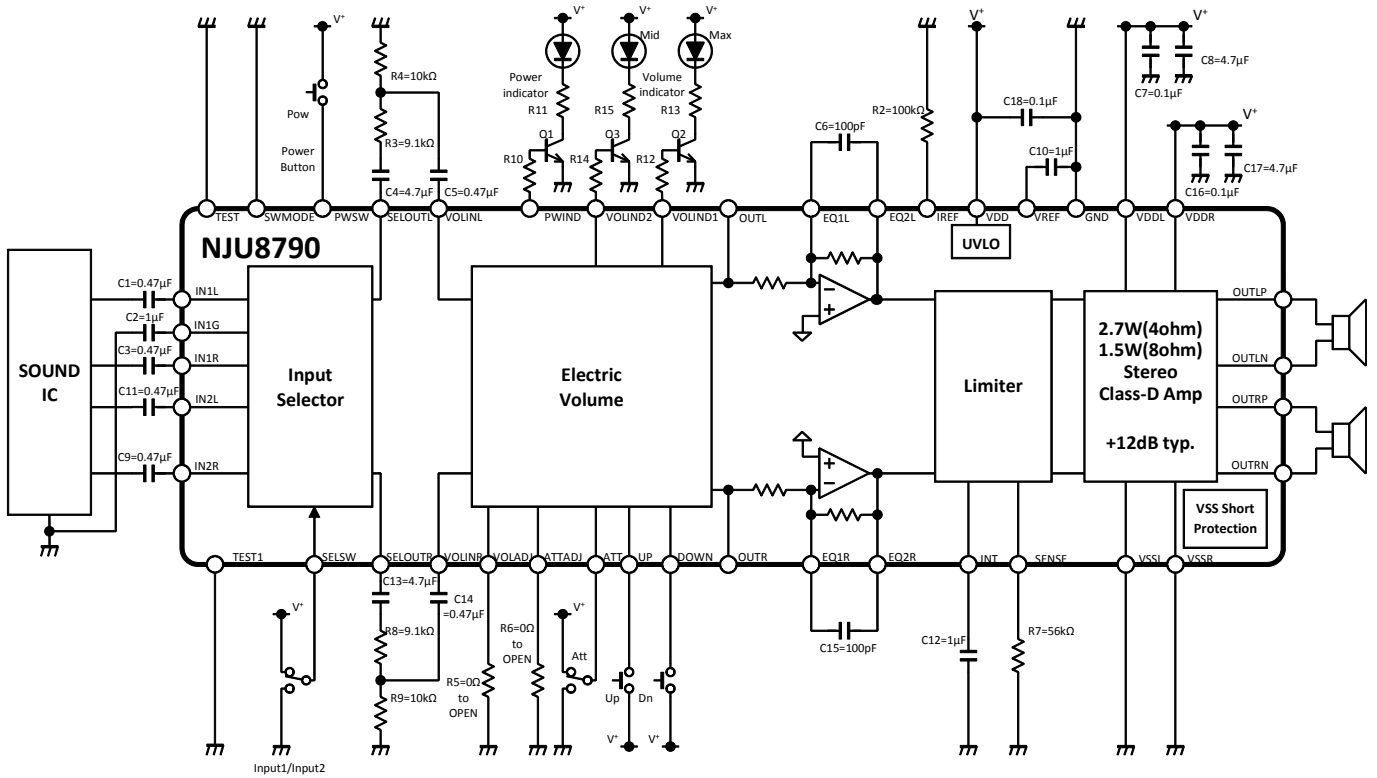 V⁺
V⁺
Mid
V⁺
Max
V⁺
V⁺
V⁺
Pow
Power
Button
R4=10kΩ
R3=9.1kΩ
C4=4.7µF
C5=0.47µF
Power
indicator
R11
Q1
R10
R15
Q3
R14
Volume
indicator
R13
Q2
R12
C6=100pF
R2=100kΩ
C18=0.1µF
C10=1µF
C7=0.1µF
C8=4.7µF
V⁺
C16=0.1µF
C17=4.7µF
TEST
SWMODE
PWSW
SELOUTL
VOLINL
PWIND
VOLIND2
VOLIND1
OUTL
EQ1L
EQ2L
IREF
VDD
VREF
GND
VDDL
VDDR
NJU8790
UVLO
SOUND
IC
C1=0.47µF
C2=1µF
C3=0.47µF
C11=0.47µF
C9=0.47µF
IN1L
IN1G
IN1R
IN2L
IN2R
Input
Selector
Electric
Volume
−
+
+
−
Limiter
2.7W(4ohm)
1.5W(8ohm)
Stereo
Class-D Amp
+12dB typ.
OUTLP
OUTLN
OUTRP
OUTRN
VSS Short
Protection
TEST1
SELSW
SELOUTR
VOLINR
VOLADJ
ATTADJ
ATT
UP
DOWN
OUTR
EQ1R
EQ2R
INT
SENSE
VSSL
VSSR
C13=4.7µF
C14
=0.47µF
R8=9.1kΩ
R9=10kΩ
V⁺
Input1/Input2
R5=0Ω
to
OPEN
R6=0Ω
to
OPEN
V⁺
Att
Up
Dn
V⁺
V⁺
C15=100pF
C12=1µF
R7=56kΩ